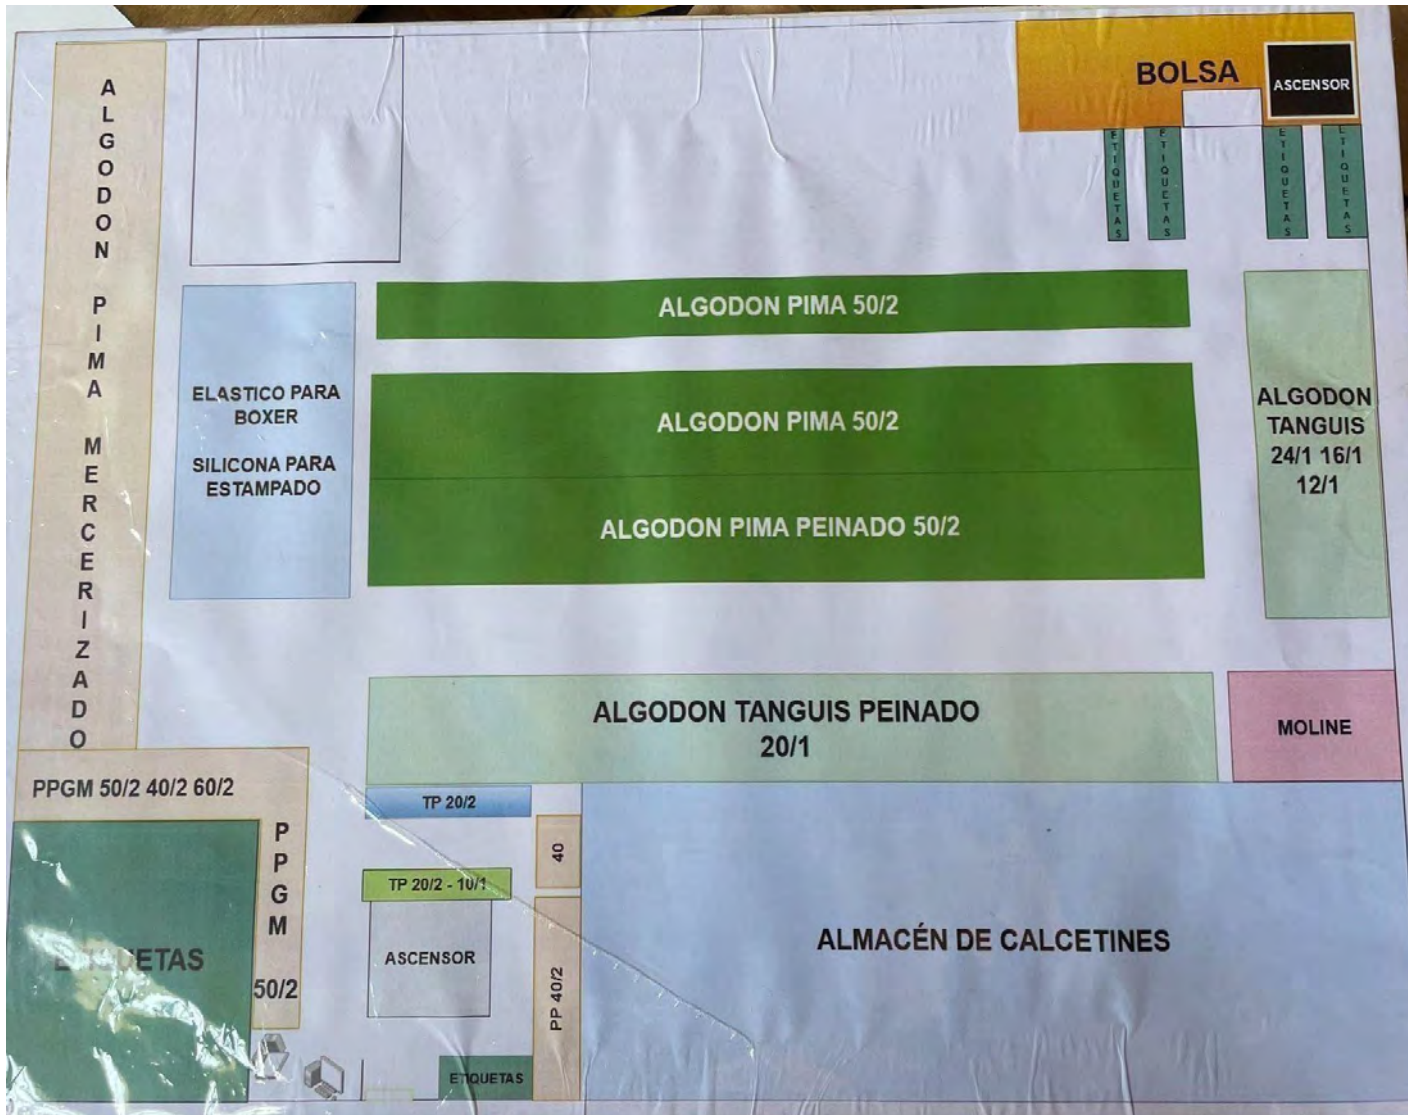 ALGODON PIMA MERCERIZADO
BOLSA
ASCENSOR
ETIQUETAS
ETIQUETAS
ETIQUETAS
ETIQUETAS
ALGODON PIMA 50/2
ELASTICO PARA
BOXER
SILICONA PARA
ESTAMPADO
ALGODON PIMA 50/2
ALGODON PIMA PEINADO 50/2
ALGODON
TANGUIS
24/1 16/1
12/1
ALGODON TANGUIS PEINADO
20/1
MOLINE
PPGM 50/2 40/2 60/2
PPGM
50/2
TP 20/2
40
TP 20/2 - 10/1
ASCENSOR
ETIQUETAS
PP 40/2
ALMACÉN DE CALCETINES
ETIQUETAS